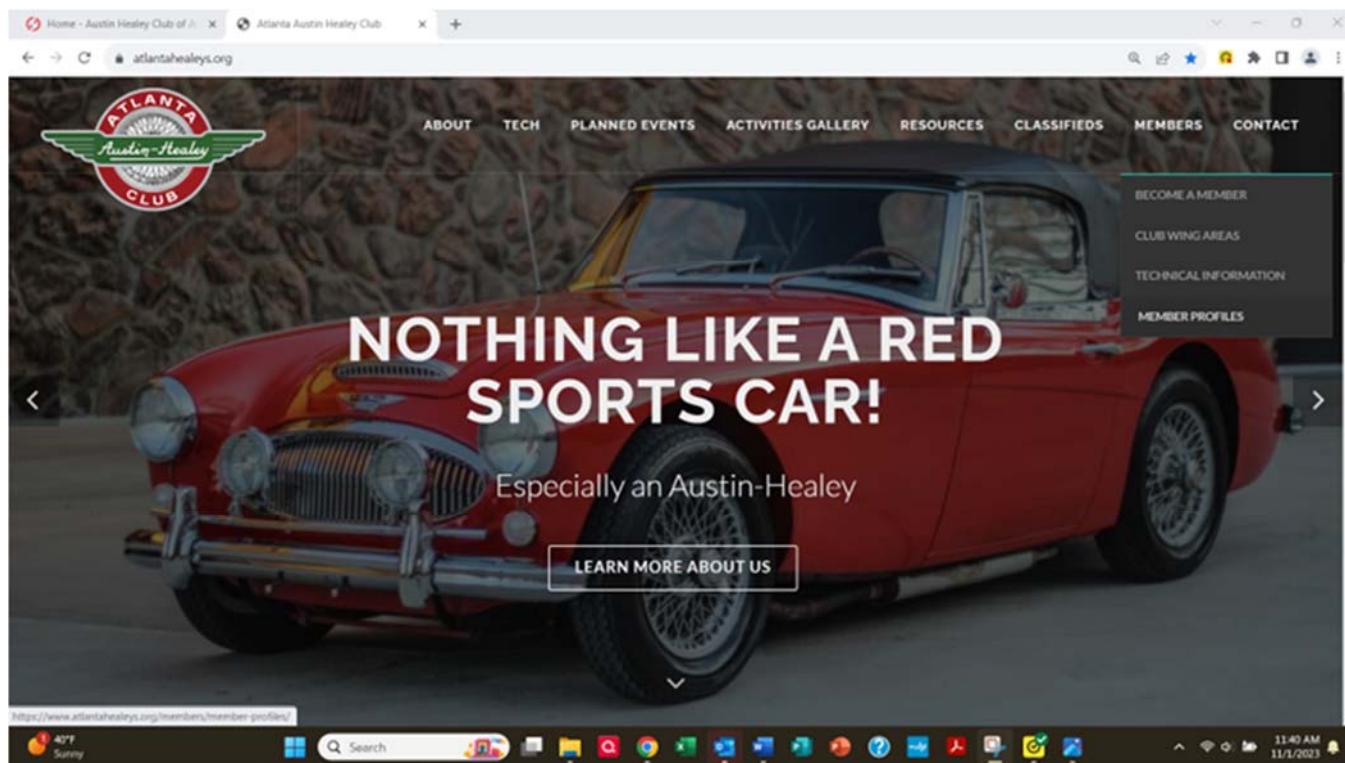 Home - Austin Healey Club of A
Atlanta Austin Healey Club
atlantahealeys.org
ATLANTA
Austin-Healey
CLUB
ABOUT TECH PLANNED EVENTS ACTIVITIES GALLERY RESOURCES CLASSIFIEDS MEMBERS CONTACT
BECOME A MEMBER
CLUB WING AREAS
TECHNICAL INFORMATION
MEMBER PROFILES
NOTHING LIKE A RED
SPORTS CAR!
Especially an Austin-Healey
LEARN MORE ABOUT US
https://www.atlantahealeys.org/members/member-profiles/
1
40°F
Sunny
Search
11:40 AM
11/1/2023